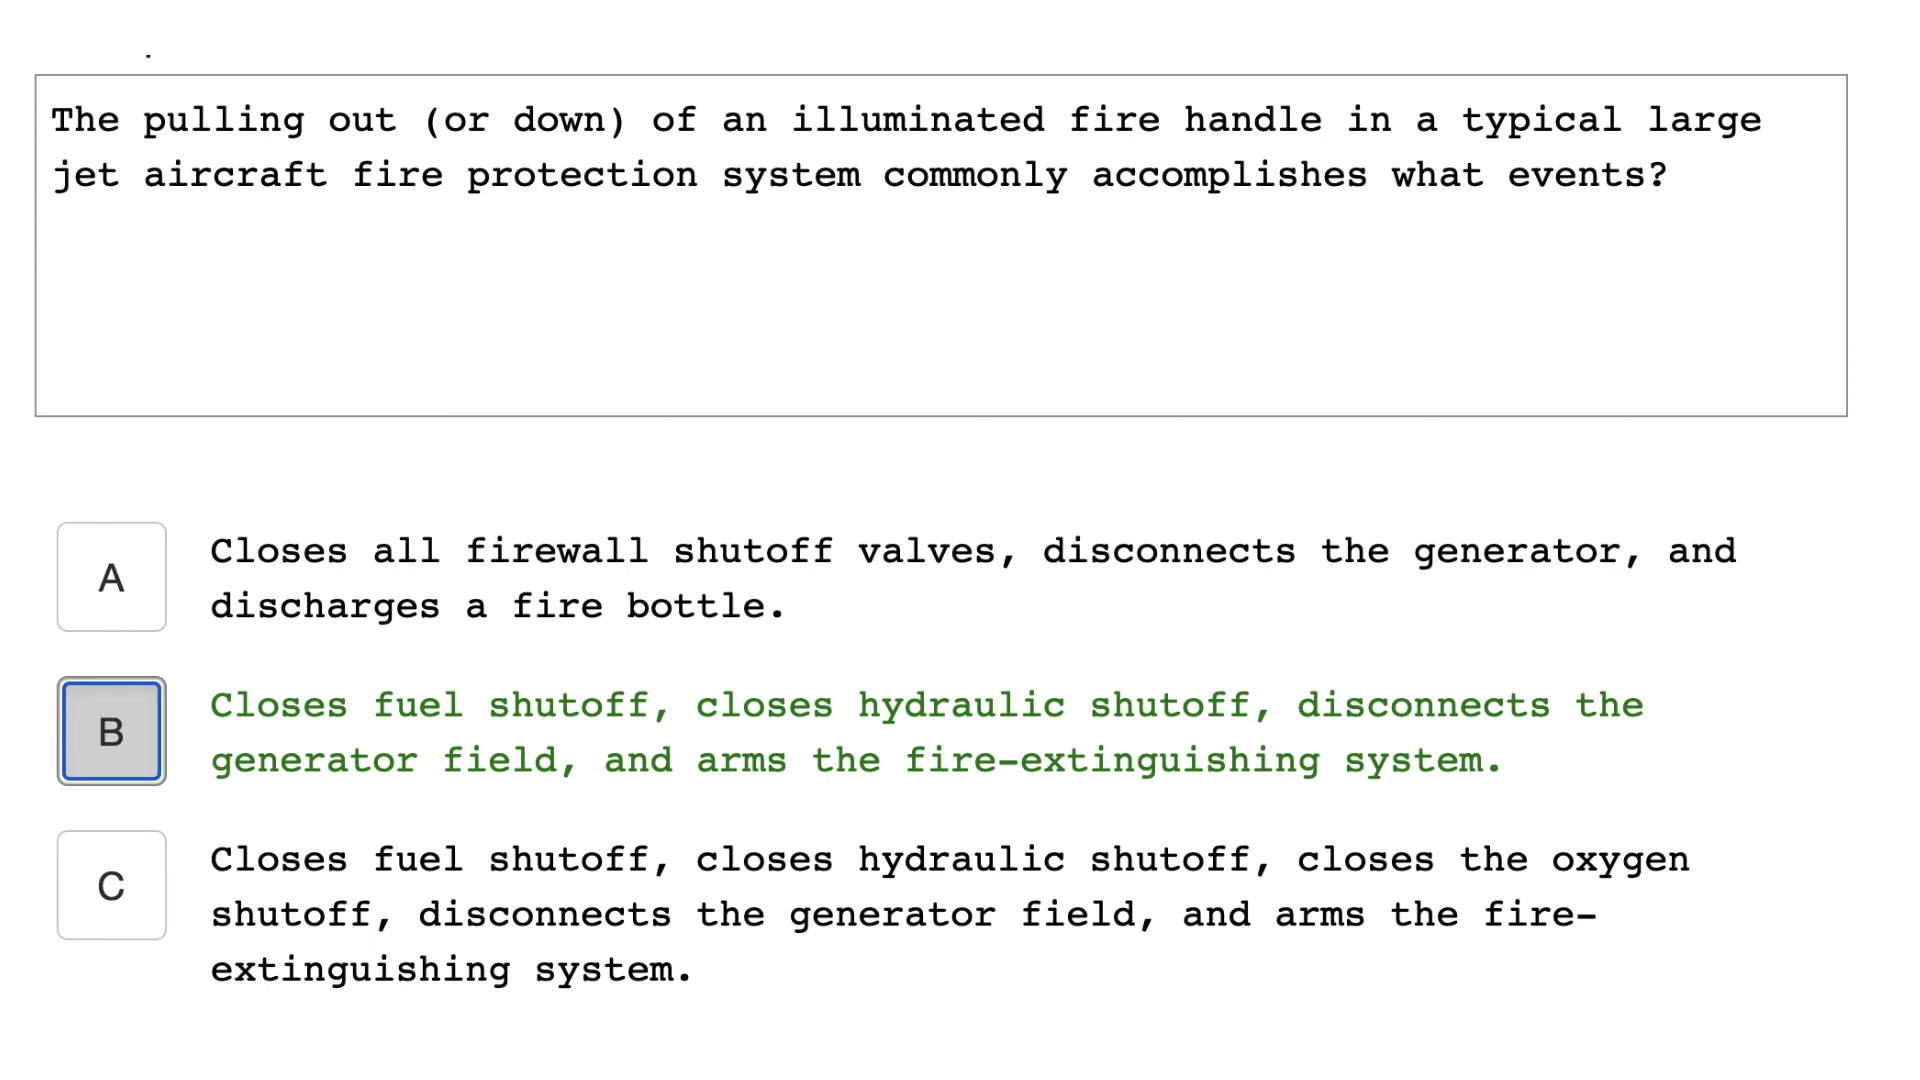 The pulling out (or down) of an illuminated fire handle in a typical large
jet aircraft fire protection system commonly accomplishes what events?
A
Closes all firewall shutoff valves, disconnects the generator, and
discharges a fire bottle.
B
Closes fuel shutoff, closes hydraulic shutoff, disconnects the
generator field, and arms the fire-extinguishing system.
C
Closes fuel shutoff, closes hydraulic shutoff, closes the oxygen
shutoff, disconnects the generator field, and arms the fire-
extinguishing system.